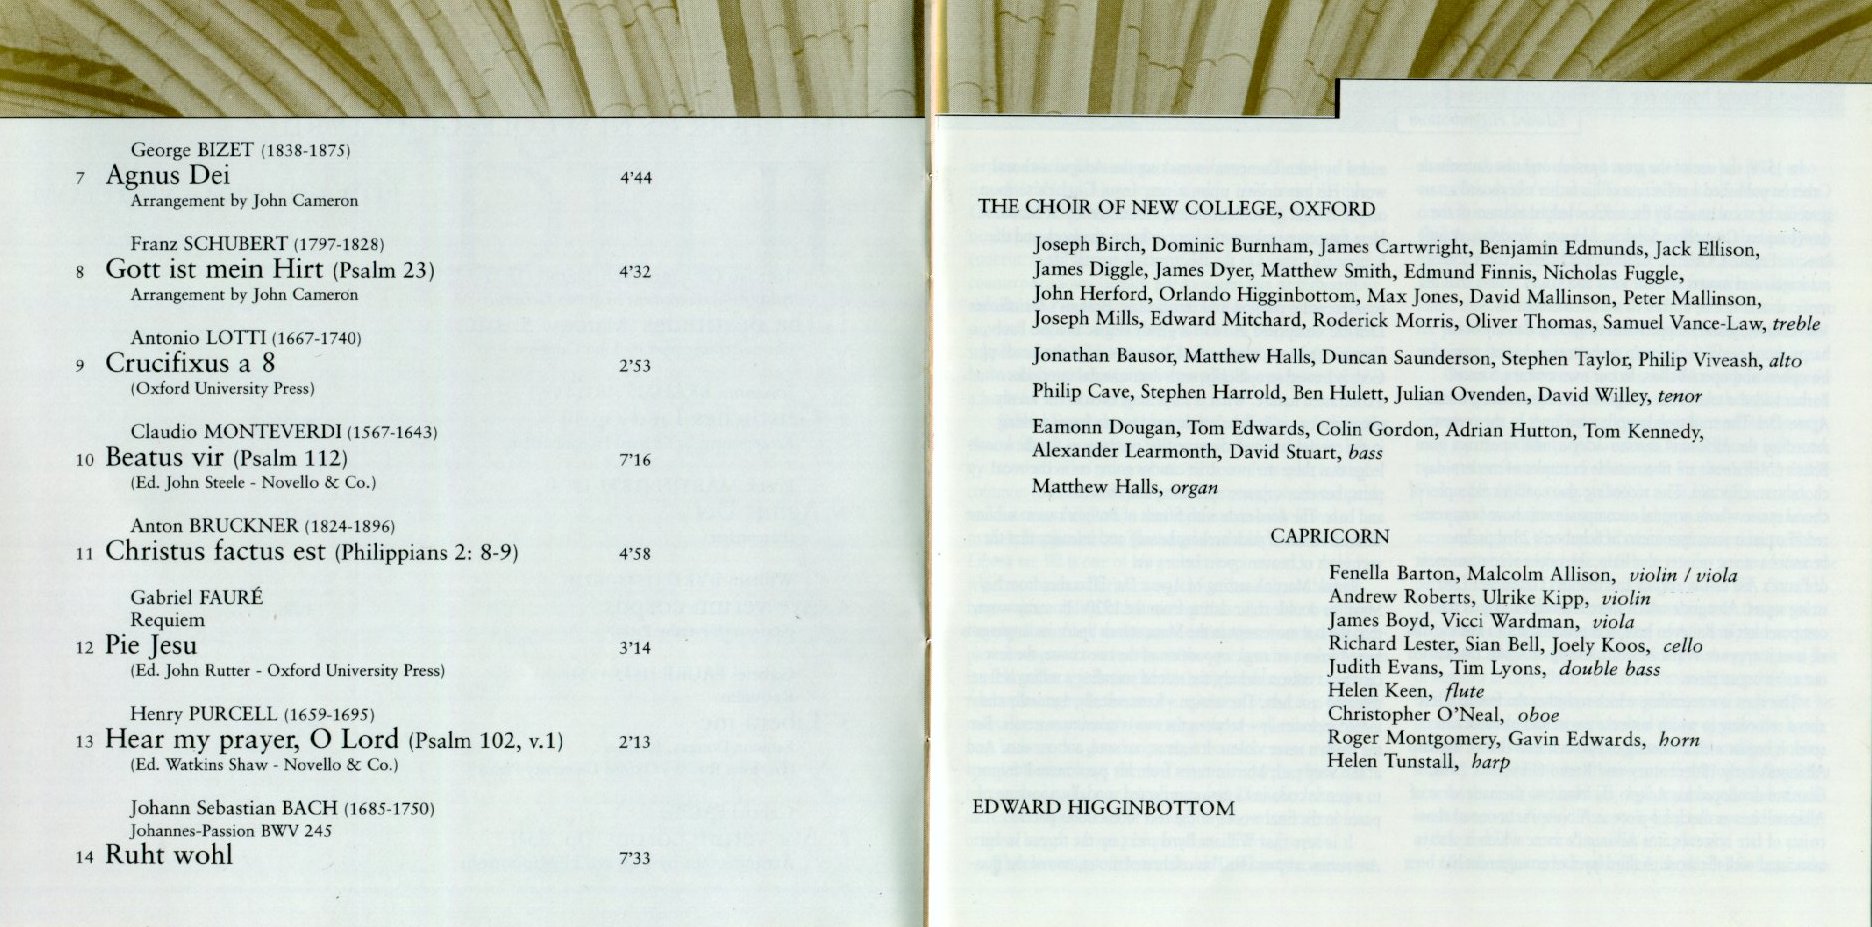 George BIZET (1838-1875)
7 Agnus Dei 4'44
Arrangement by John Cameron
Franz SCHUBERT (1797-1828)
8 Gott ist mein Hirt (Psalm 23) 4'32
Arrangement by John Cameron
Antonio LOTTI (1667-1740)
9 Crucifixus a 8 2'53
(Oxford University Press)
Claudio MONTEVERDI (1567-1643)
10 Beatus vir (Psalm 112) 7'16
(Ed. John Steele - Novello & Co.)
Anton BRUCKNER (1824-1896)
11 Christus factus est (Philippians 2: 8-9) 4'58
Gabriel FAURÉ
Requiem
12 Pie Jesu 3'14
(Ed. John Rutter - Oxford University Press)
Henry PURCELL (1659-1695)
13 Hear my prayer, O Lord (Psalm 102, v.1) 2'13
(Ed. Watkins Shaw - Novello & Co.)
Johann Sebastian BACH (1685-1750)
Johannes-Passion BWV 245
14 Ruht wohl 7'33
THE CHOIR OF NEW COLLEGE, OXFORD
Joseph Birch, Dominic Burnham, James Cartwright, Benjamin Edmunds, Jack Ellison,
James Diggle, James Dyer, Matthew Smith, Edmund Finnis, Nicholas Fuggle,
John Herford, Orlando Higginbottom, Max Jones, David Mallinson, Peter Mallinson,
Joseph Mills, Edward Mitchard, Roderick Morris, Oliver Thomas, Samuel Vance-Law, treble
Jonathan Bausor, Matthew Halls, Duncan Saunderson, Stephen Taylor, Philip Viveash, alto
Philip Cave, Stephen Harrold, Ben Hulett, Julian Ovenden, David Willey, tenor
Eamonn Dougan, Tom Edwards, Colin Gordon, Adrian Hutton, Tom Kennedy,
Alexander Learmonth, David Stuart, bass
Matthew Halls, organ
CAPRICORN
Fenella Barton, Malcolm Allison, violin / viola
Andrew Roberts, Ulrike Kipp, violin
James Boyd, Vicci Wardman, viola
Richard Lester, Sian Bell, Joely Koos, cello
Judith Evans, Tim Lyons, double bass
Helen Keen, flute
Christopher O'Neal, oboe
Roger Montgomery, Gavin Edwards, horn
Helen Tunstall, harp
EDWARD HIGGINBOTTOM